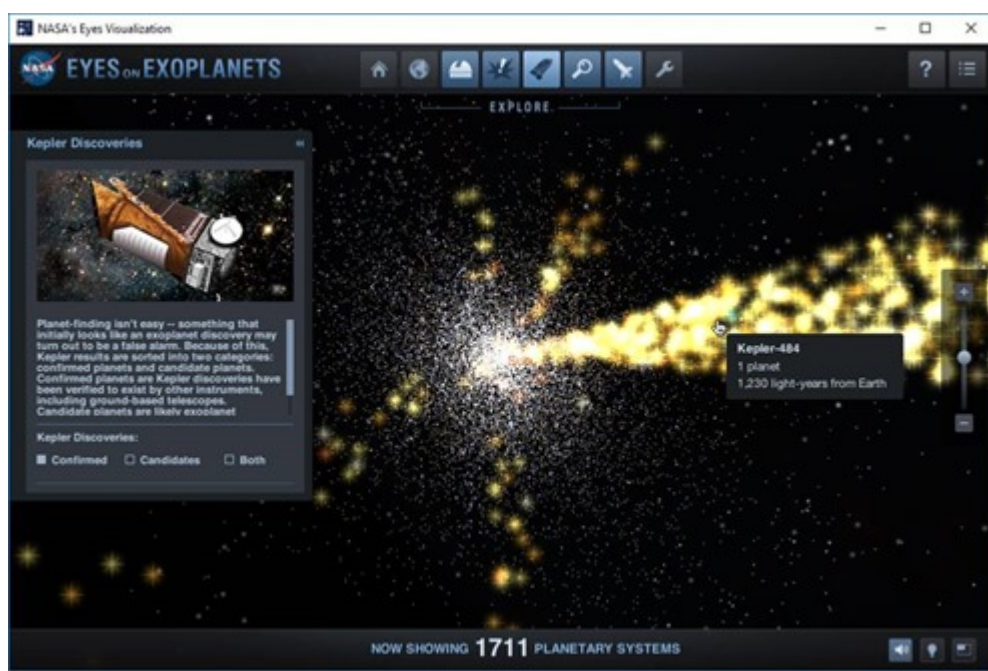 NASA's Eyes Visualization
NASA EYES ON EXOPLANETS
?
EXPLORE
Kepler Discoveries
Planet-finding isn't easy -- something that
initially looks like an exoplanet discovery may
turn out to be a false alarm. Because of this,
Kepler results are sorted into two categories:
confirmed planets and candidate planets.
Confirmed planets are Kepler discoveries have
been verified to exist by other instruments,
including ground-based telescopes.
Candidate planets are likely exoplanet
Kepler Discoveries:
Confirmed Candidates Both
Kepler-484
1 planet
1,230 light-years from Earth
NOW SHOWING 1711 PLANETARY SYSTEMS